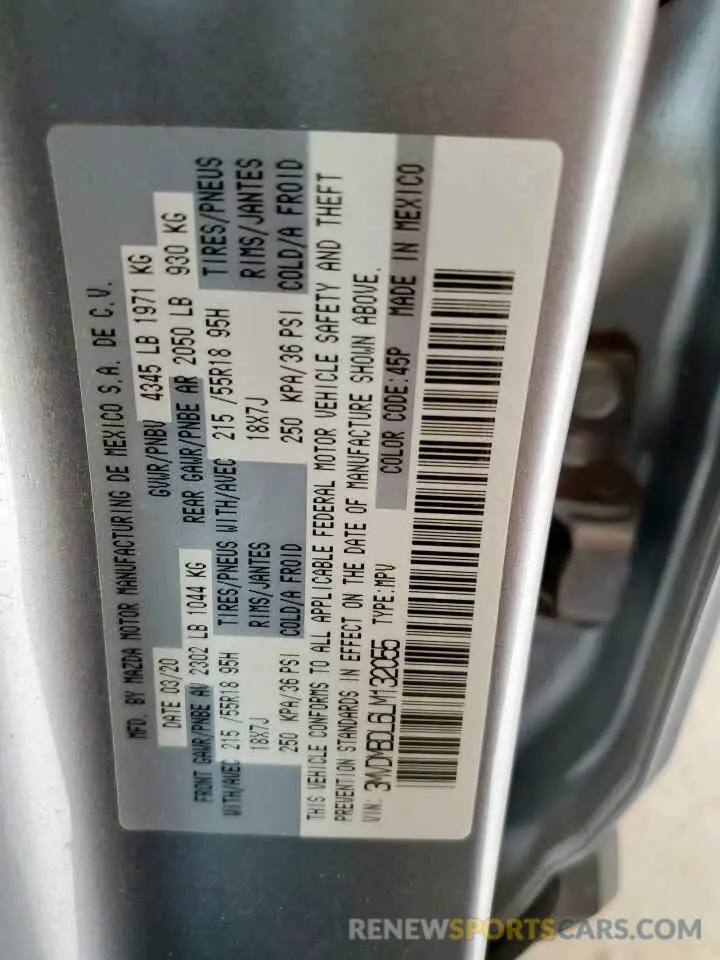 MFD. BY MAZDA MOTOR MANUFACTURING DE MEXICO S.A. DE C.V.
DATE 03/20 GVWR/PNBV 4345 LB 1971 KG
FRONT GAWR/PNBE AV 2302 LB 1044 KG REAR GAWR/PNBE AR 2050 LB 930 KG
WITH/AVEC 215 /55R18 95H TIRES/PNEUS WITH/AVEC 215 /55R18 95H TIRES/PNEUS
18X7J RIMS/JANTES 18X7J RIMS/JANTES
250 KPA/36 PSI COLD/A FROID 250 KPA/36 PSI COLD/A FROID
THIS VEHICLE CONFORMS TO ALL APPLICABLE FEDERAL MOTOR VEHICLE SAFETY AND THEFT
PREVENTION STANDARDS IN EFFECT ON THE DATE OF MANUFACTURE SHOWN ABOVE.
VIN: 3MVDMBDL6LM132055 TYPE:MPV COLOR CODE:45P MADE IN MEXICO
RENEWSPORTSCARS.COM